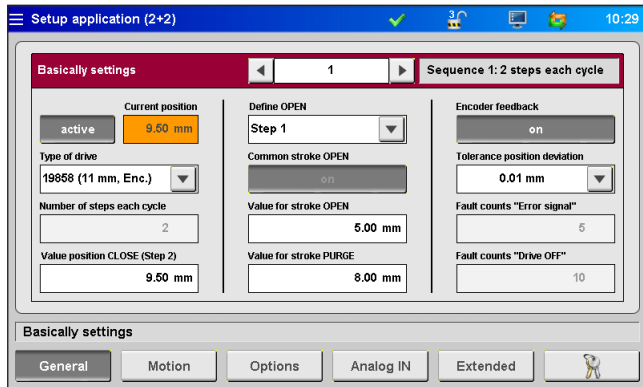 Setup application (2+2)
3
10:29
Basically settings
1
Sequence 1: 2 steps each cycle
Current position
active
9.50 mm
Type of drive
19858 (11 mm, Enc.)
Number of steps each cycle
2
Value position CLOSE (Step 2)
9.50 mm
Define OPEN
Step 1
Common stroke OPEN
on
Value for stroke OPEN
5.00 mm
Value for stroke PURGE
8.00 mm
Encoder feedback
on
Tolerance position deviation
0.01 mm
Fault counts "Error signal"
5
Fault counts "Drive OFF"
10
Basically settings
General
Motion
Options
Analog IN
Extended